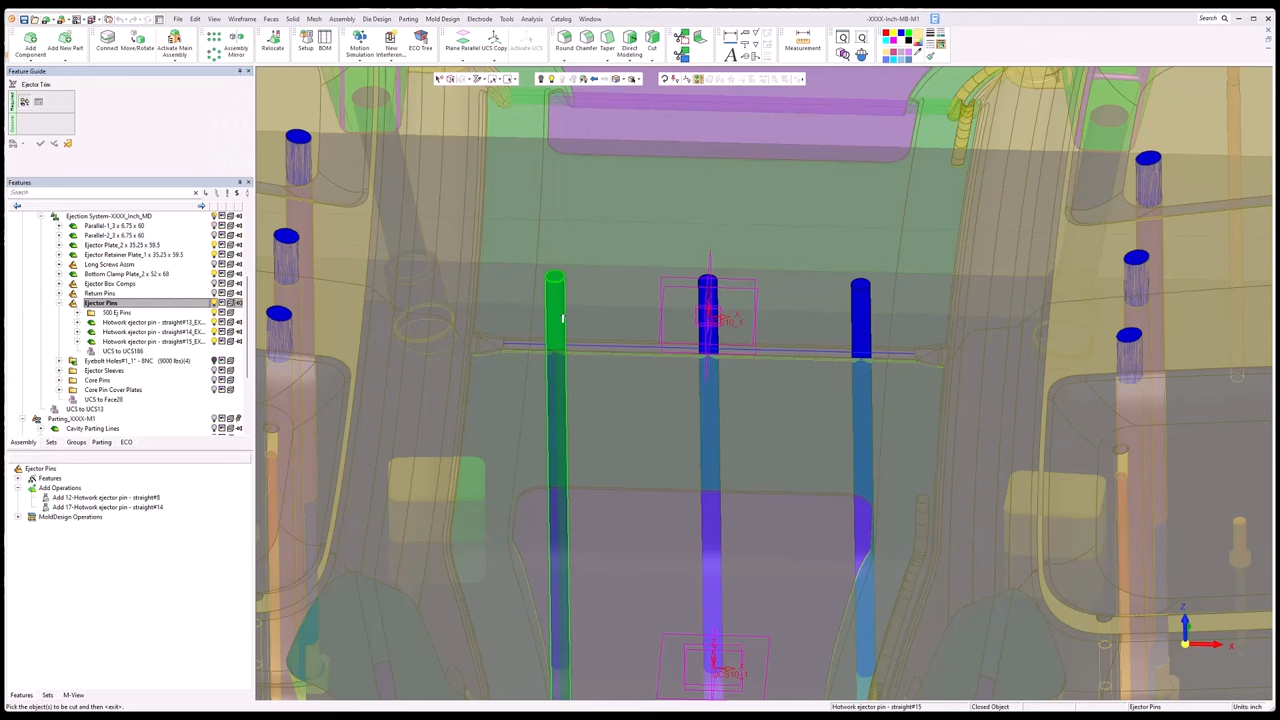 File Edit View Wireframe Faces Solid Mesh Assembly Die Design Parting Mold Design Electrode Tools Analysis Catalog Window
-XXXX-Inch-MB-M1
Search
Add Component
Add New Part
Connect
Move/Rotate
Activate Main Assembly
Assembly Mirror
Relocate
Setup
BOM
Motion Simulation
New Interferen...
ECO Tree
Plane Parallel
UCS Copy
Activate UCS
Round
Chamfer
Taper
Direct Modeling
Cut
Measurement
Feature Guide
Ejector Trim
Required
Features
Search
Ejection System-XXXX_Inch_MD
Parallel-1_3 x 6.75 x 60
Parallel-2_3 x 6.75 x 60
Ejector Plate_2 x 35.25 x 59.5
Ejector Retainer Plate_1 x 35.25 x 59.5
Long Screws Assm
Bottom Clamp Plate_2 x 52 x 68
Ejector Box Comps
Return Pins
Ejector Pins
500 Ej Pins
Hotwork ejector pin - straight#13_EX...
Hotwork ejector pin - straight#14_EX...
Hotwork ejector pin - straight#15_EX...
UCS to UCS186
Eyebolt Holes#1_1" - 8NC (9000 lbs)(4)
Ejector Sleeves
Core Pins
Core Pin Cover Plates
UCS to Face28
UCS to UCS13
Parting_XXXX-M1
Cavity Parting Lines
Assembly Sets Groups Parting ECO
Ejector Pins
Features
Add Operations
Add 12-Hotwork ejector pin - straight#8
Add 17-Hotwork ejector pin - straight#14
MoldDesign Operations
X
Z
X
Features Sets M-View
Pick the object(s) to be cut and then <exit>.
Hotwork ejector pin - straight#15
Closed Object
Ejector Pins
Units: inch